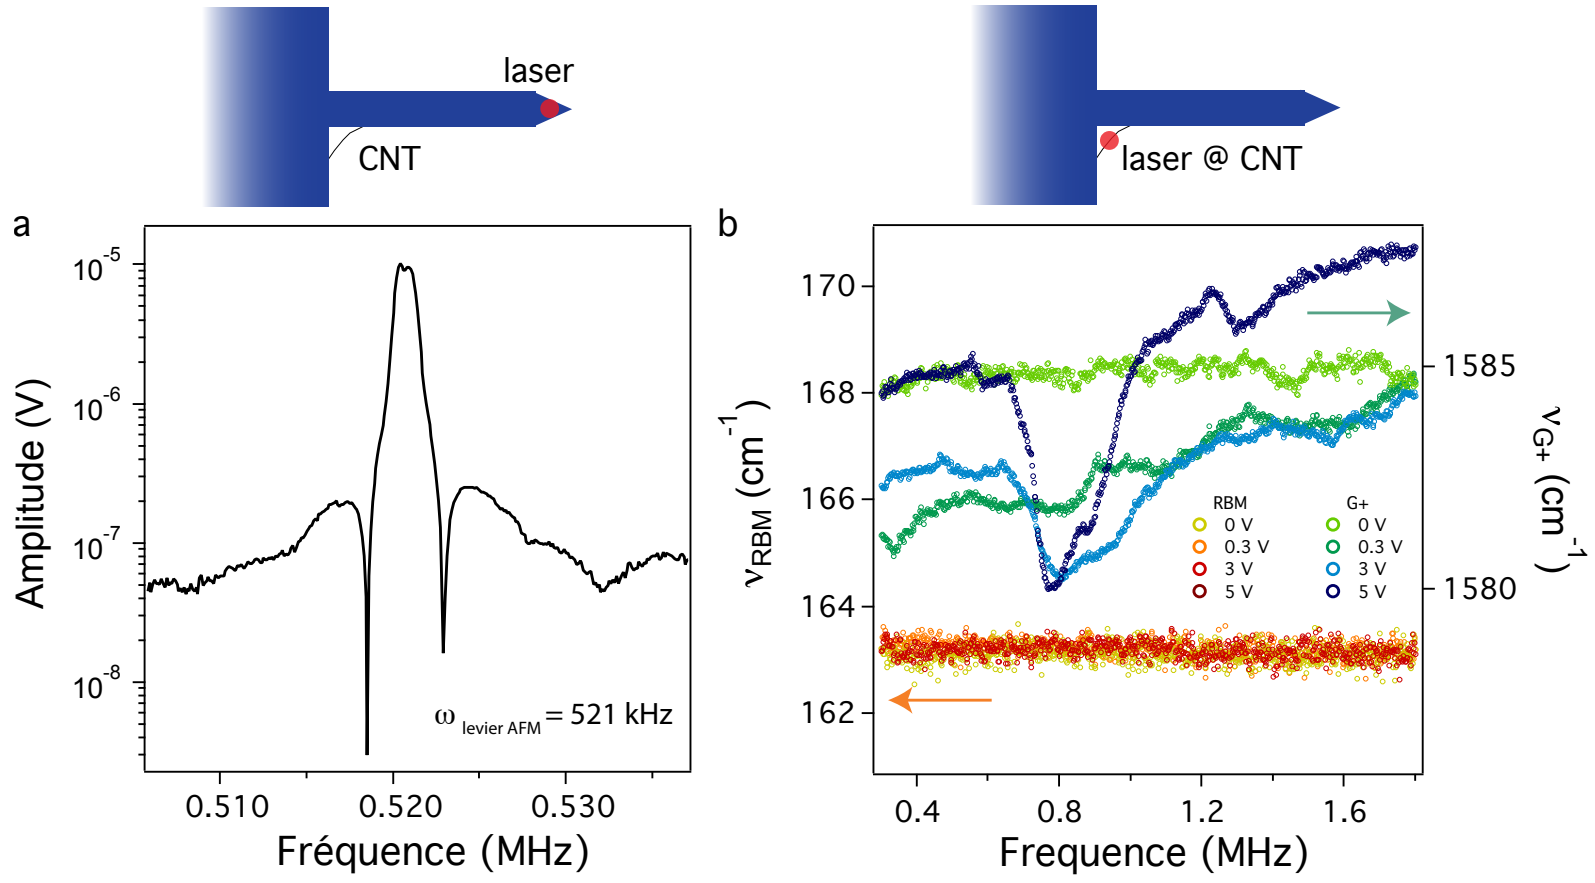 laser
CNT
laser @ CNT
a
10-5
10-6
10-7
10-8
Amplitude (V)
ω levier AFM = 521 kHz
0.510
0.520
0.530
Fréquence (MHz)
b
170
168
166
164
162
νRBM (cm-1)
1585
1580
νG+ (cm-1)
RBM
G+
0 V
0 V
0.3 V
0.3 V
3 V
3 V
5 V
5 V
0.4
0.8
1.2
1.6
Frequence (MHz)